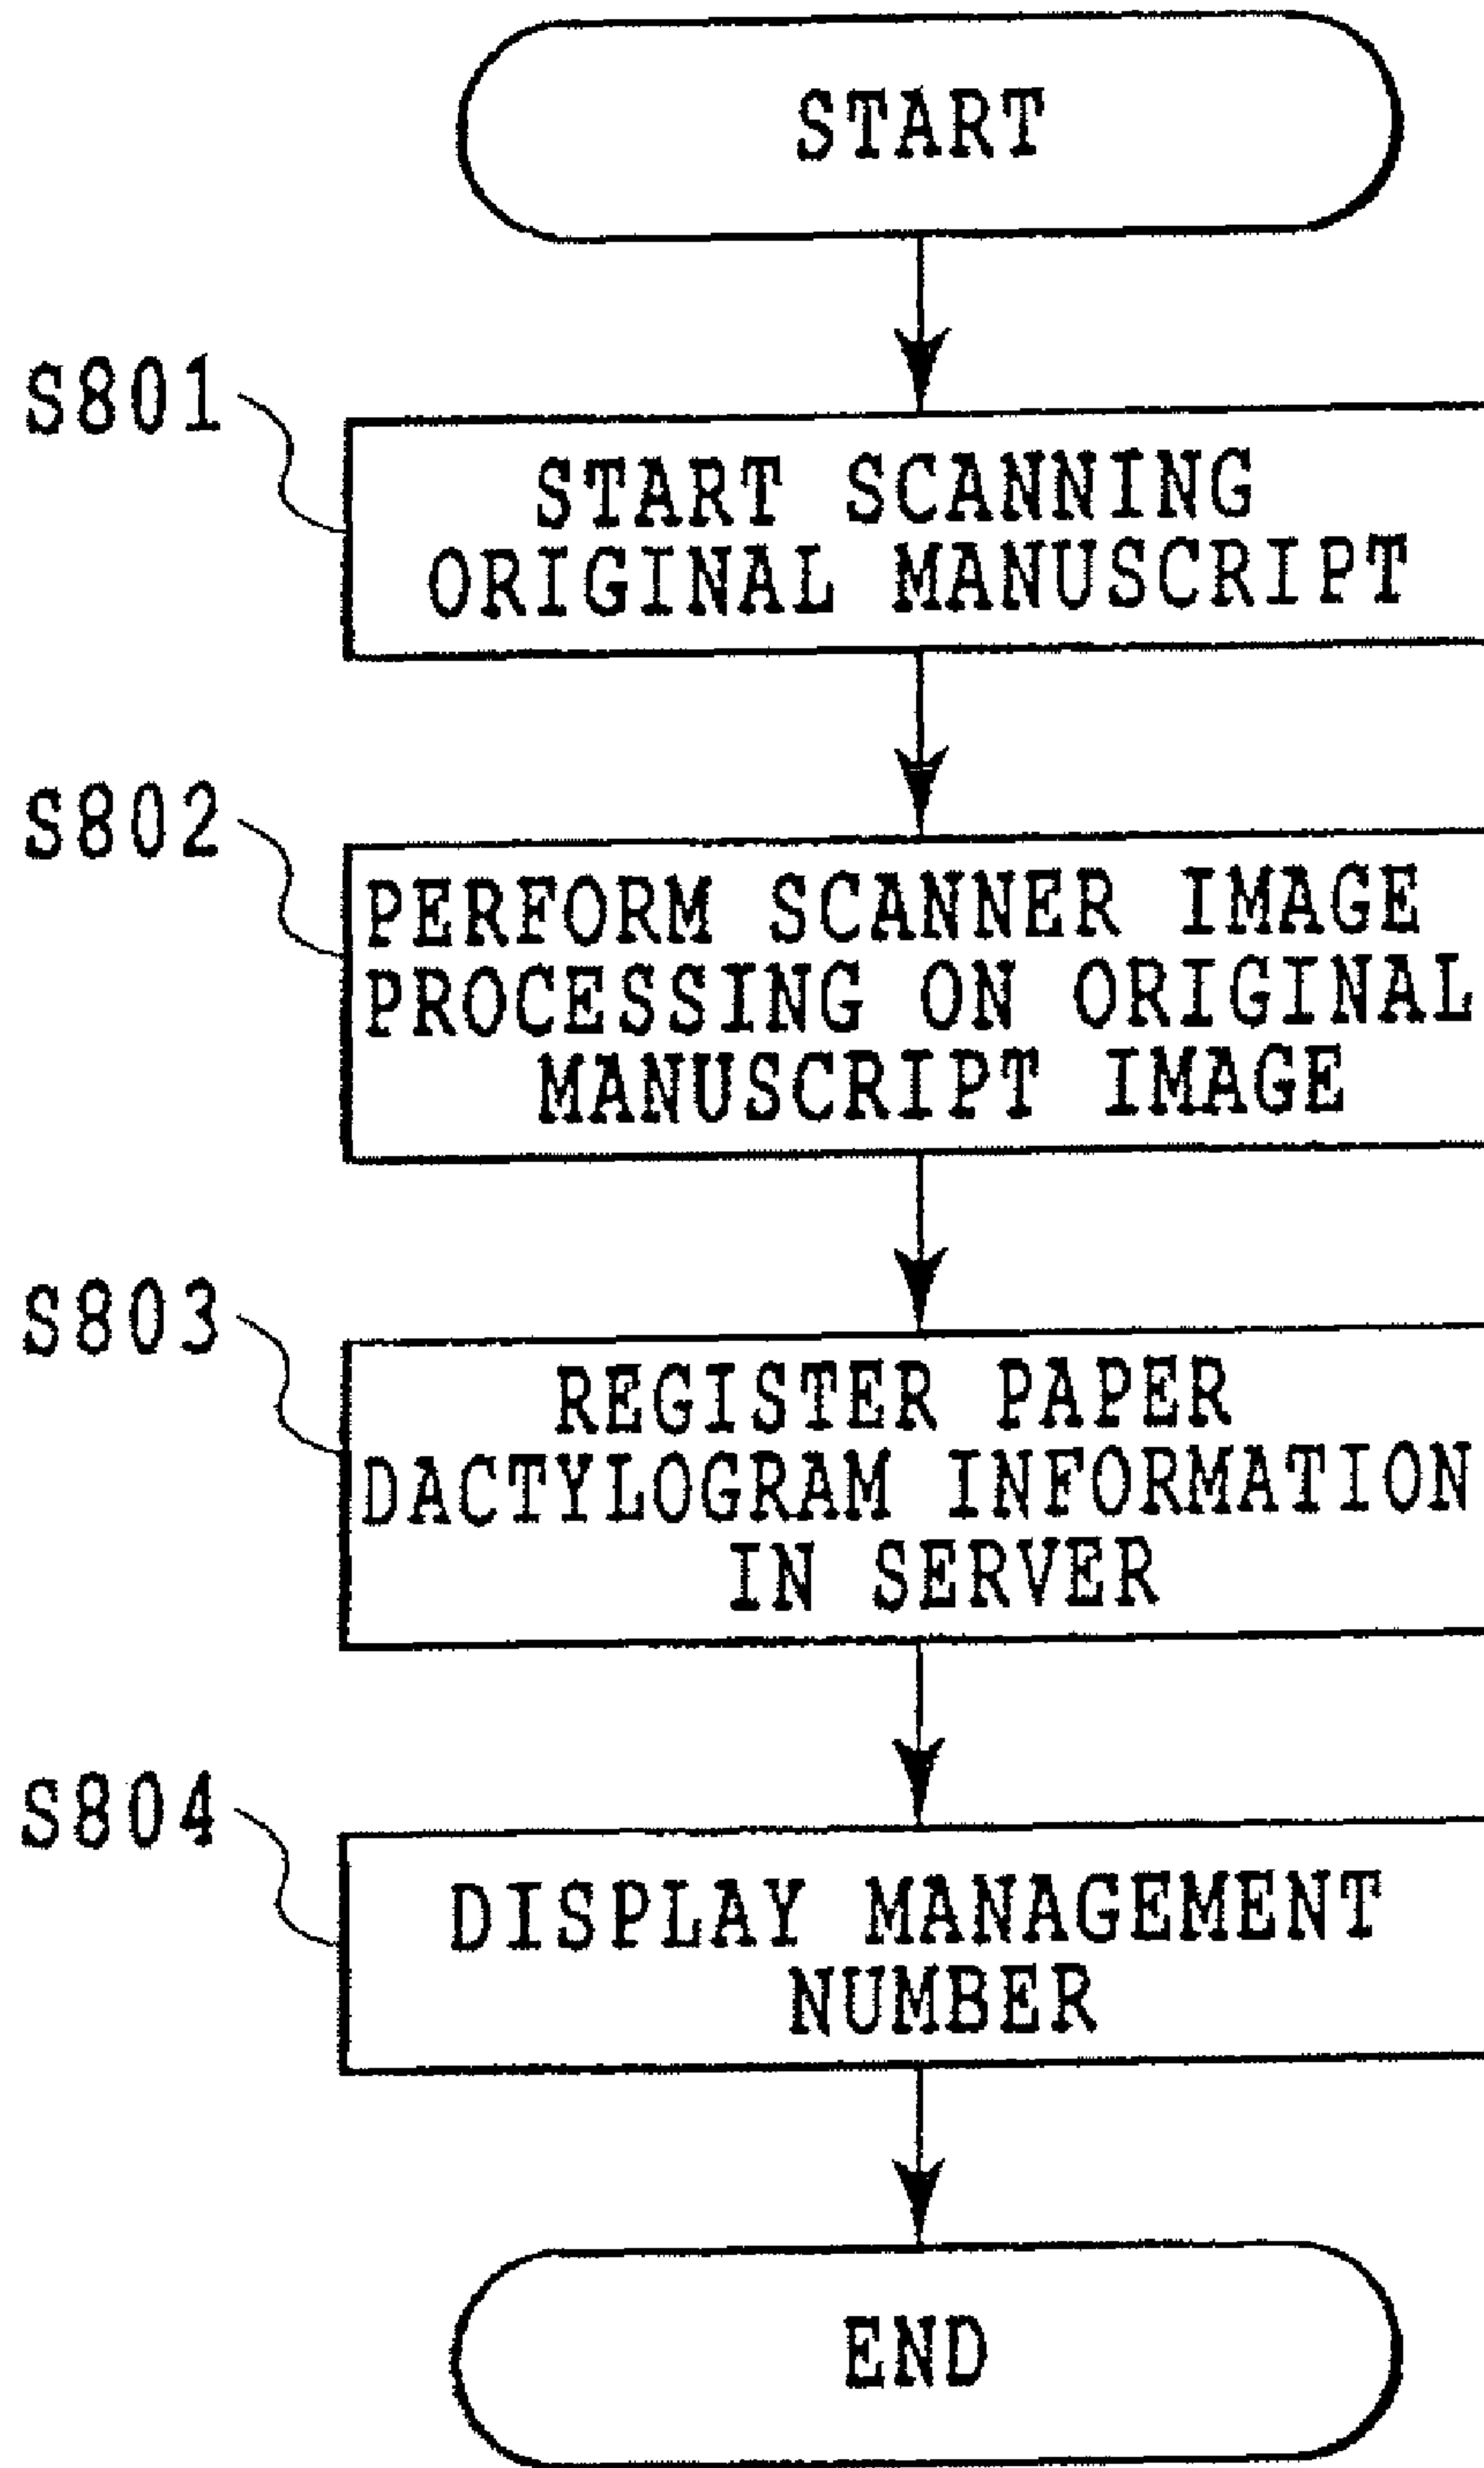 START
S801
START SCANNING
ORIGINAL MANUSCRIPT
S802
PERFORM SCANNER IMAGE
PROCESSING ON ORIGINAL
MANUSCRIPT IMAGE
S803
REGISTER PAPER
DACTYLOGRAM INFORMATION
IN SERVER
S804
DISPLAY MANAGEMENT
NUMBER
END